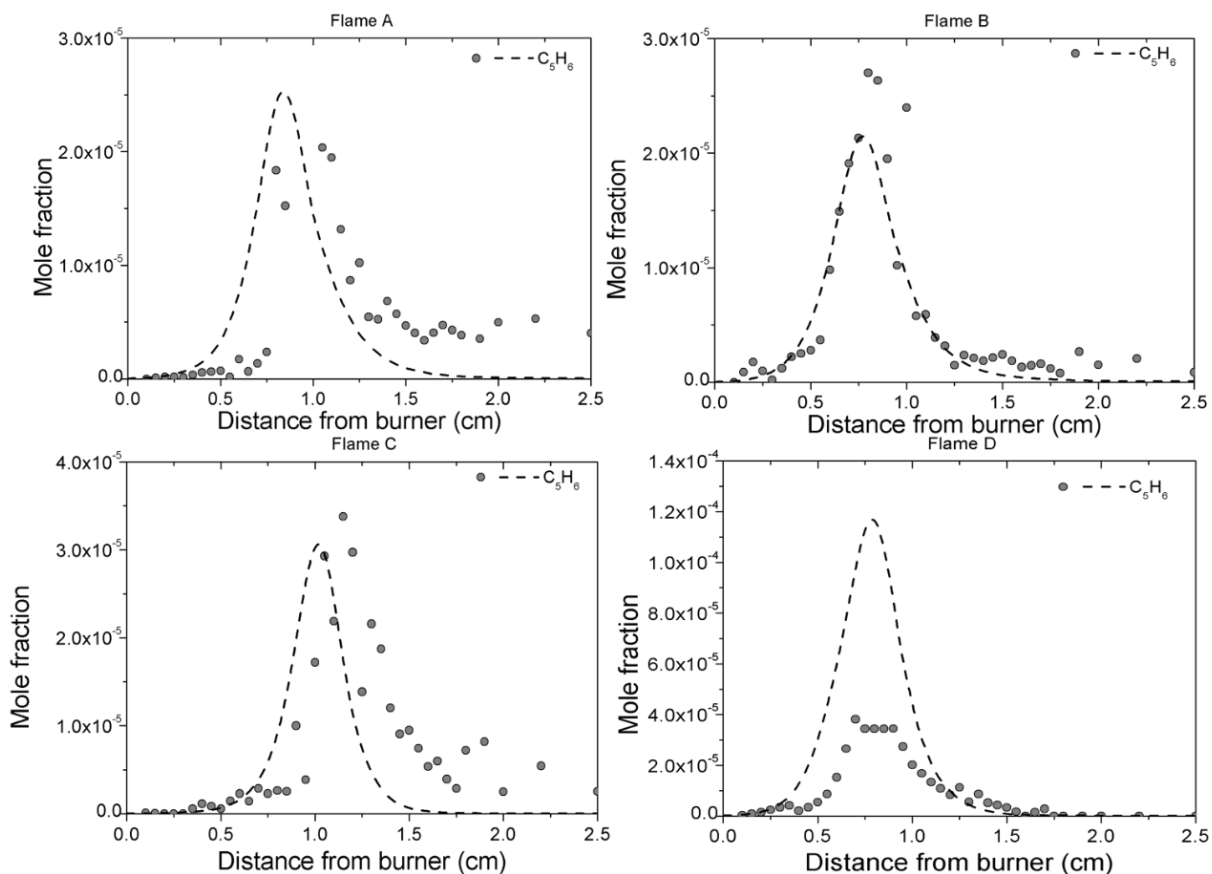 Flame A
3.0x10⁻⁵
2.0x10⁻⁵
1.0x10⁻⁵
0.0
Mole fraction
C₅H₆
0.0 0.5 1.0 1.5 2.0 2.5
Distance from burner (cm)
Flame B
3.0x10⁻⁵
2.0x10⁻⁵
1.0x10⁻⁵
0.0
Mole fraction
C₅H₆
0.0 0.5 1.0 1.5 2.0 2.5
Distance from burner (cm)
Flame C
4.0x10⁻⁵
3.0x10⁻⁵
2.0x10⁻⁵
1.0x10⁻⁵
0.0
Mole fraction
C₅H₆
0.0 0.5 1.0 1.5 2.0 2.5
Distance from burner (cm)
Flame D
1.4x10⁻⁴
1.2x10⁻⁴
1.0x10⁻⁴
8.0x10⁻⁵
6.0x10⁻⁵
4.0x10⁻⁵
2.0x10⁻⁵
0.0
Mole fraction
C₅H₆
0.0 0.5 1.0 1.5 2.0 2.5
Distance from burner (cm)